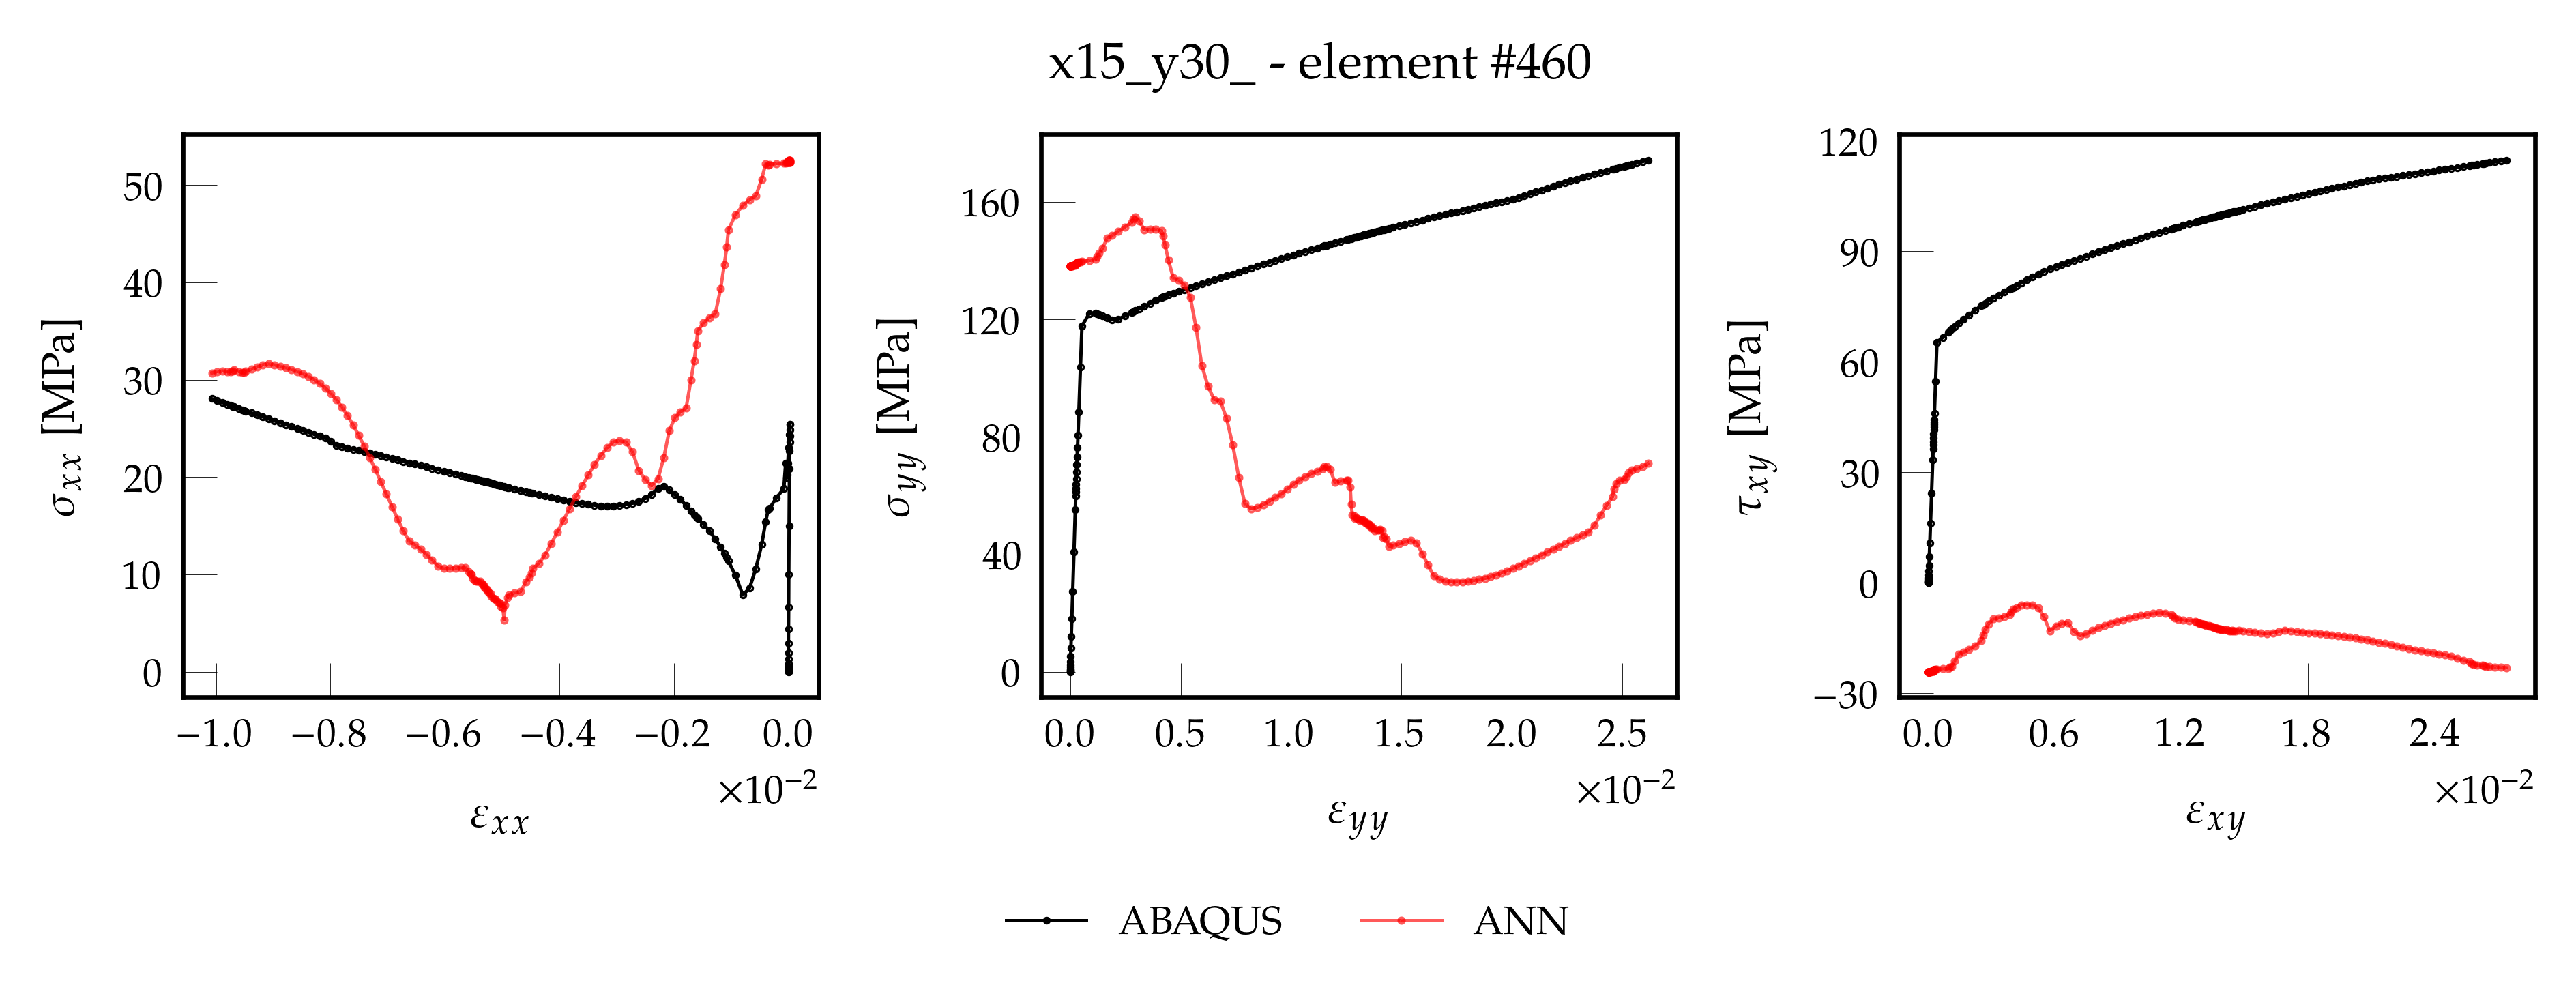 x15_y30_ - element #460
σxx [MPa]
50
40
30
20
10
0
−1.0 −0.8 −0.6 −0.4 −0.2 0.0
×10−2
εxx
σyy [MPa]
160
120
80
40
0
0.0 0.5 1.0 1.5 2.0 2.5
×10−2
εyy
τxy [MPa]
120
90
60
30
0
−30
0.0 0.6 1.2 1.8 2.4
×10−2
εxy
ABAQUS ANN